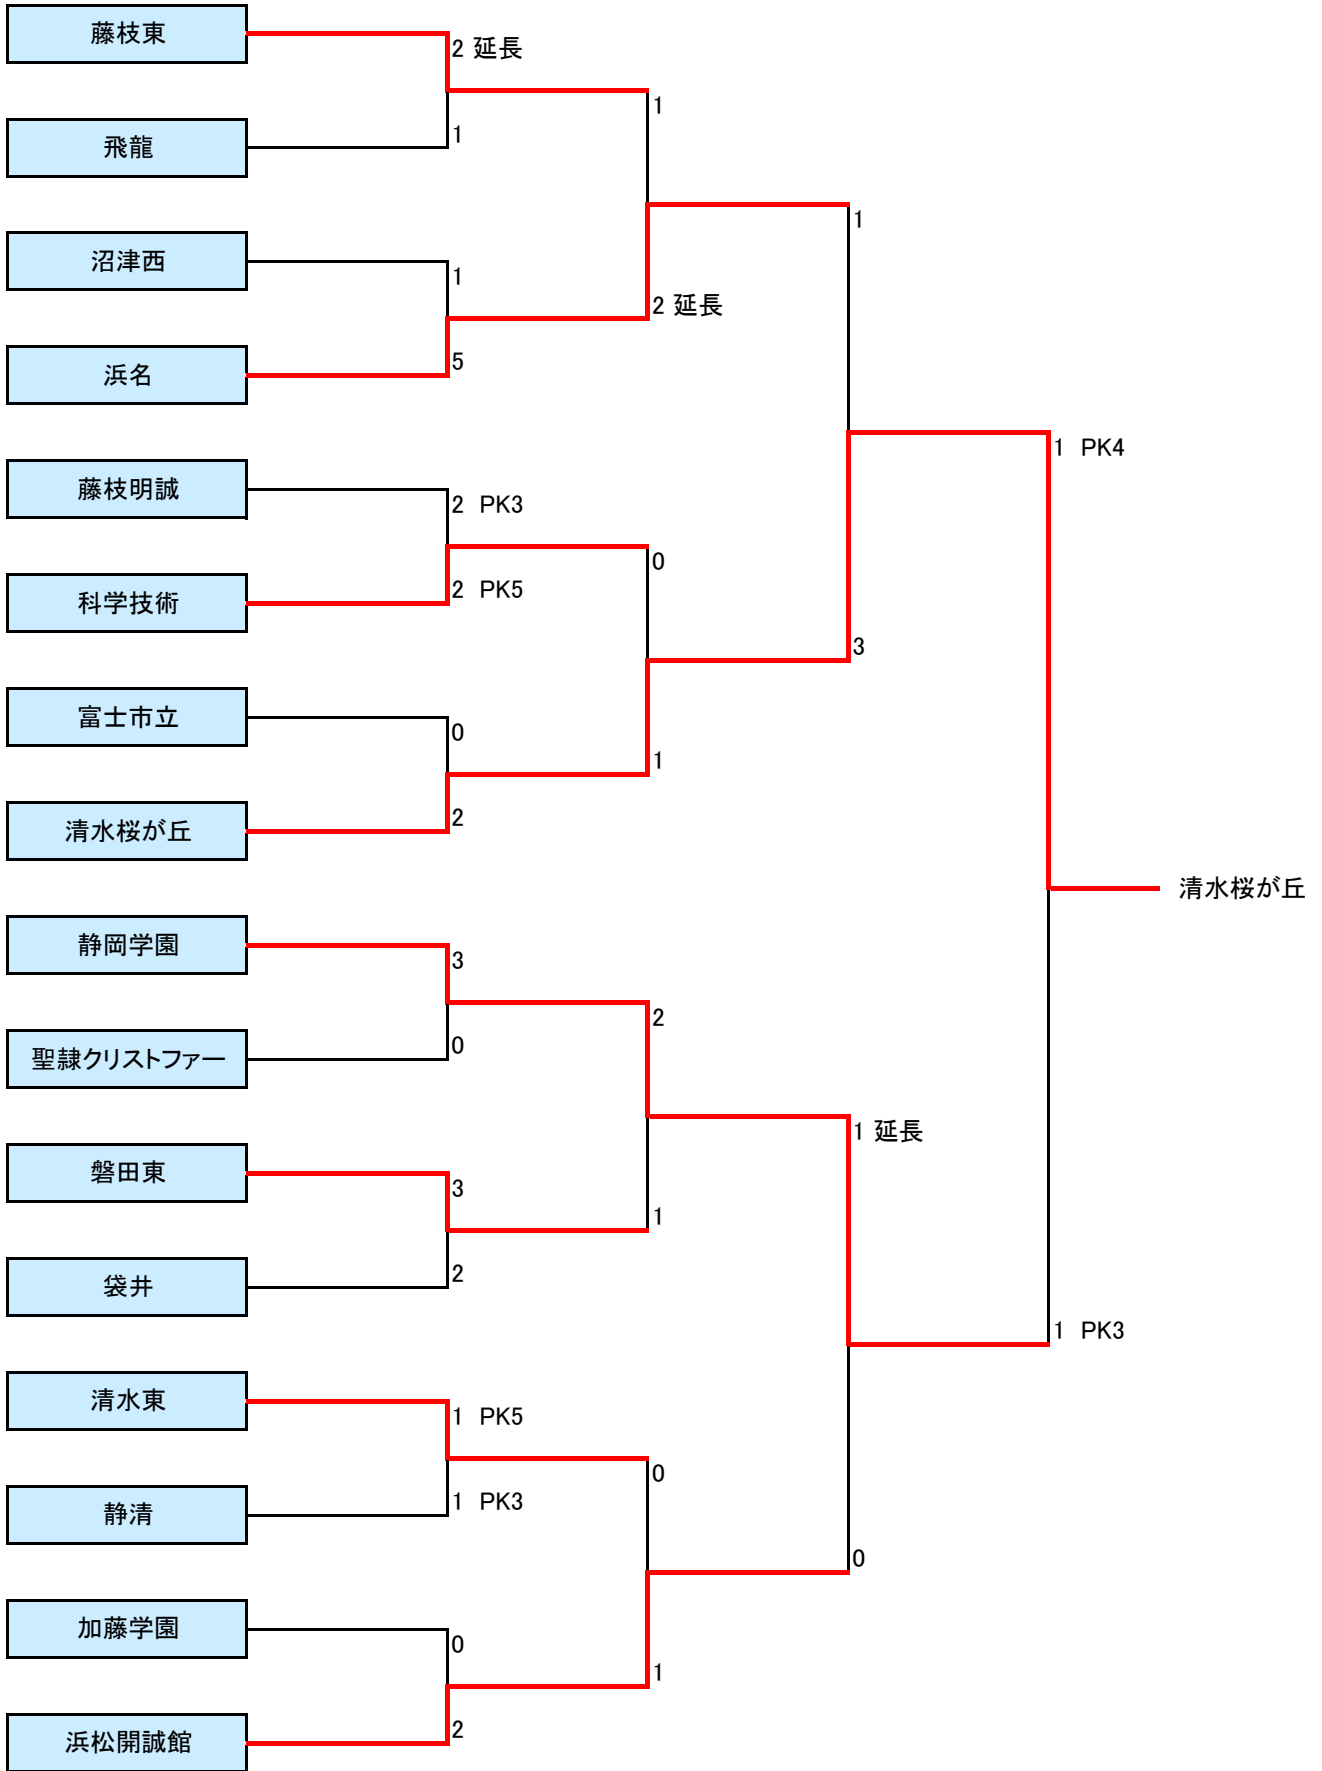 藤枝東
2 延長
1
飛龍
1
沼津西
1
2 延長
浜名
5
1
藤枝明誠
2 PK3
科学技術
2 PK5
0
富士市立
0
清水桜が丘
2
1
3
1 PK4
清水桜が丘
静岡学園
3
聖隷クリストファー
0
2
磐田東
3
袋井
2
1
1 延長
清水東
1 PK5
静清
1 PK3
0
加藤学園
0
浜松開誠館
2
1
0
1 PK3